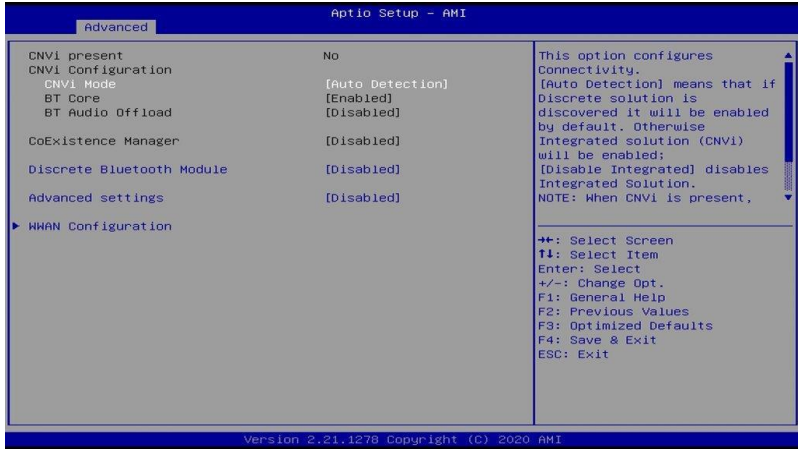 Aptio Setup - AMI
Advanced
CNVi present No
CNVi Configuration
CNVi Mode [Auto Detection]
BT Core [Enabled]
BT Audio Offload [Disabled]
CoExistence Manager [Disabled]
Discrete Bluetooth Module [Disabled]
Advanced settings [Disabled]
WWAN Configuration
This option configures
Connectivity.
[Auto Detection] means that if
Discrete solution is
discovered it will be enabled
by default. Otherwise
Integrated solution (CNVi)
will be enabled;
[Disable Integrated] disables
Integrated Solution.
NOTE: When CNVi is present,
→←: Select Screen
↑↓: Select Item
Enter: Select
+/-: Change Opt.
F1: General Help
F2: Previous Values
F3: Optimized Defaults
F4: Save & Exit
ESC: Exit
Version 2.21.1278 Copyright (C) 2020 AMI